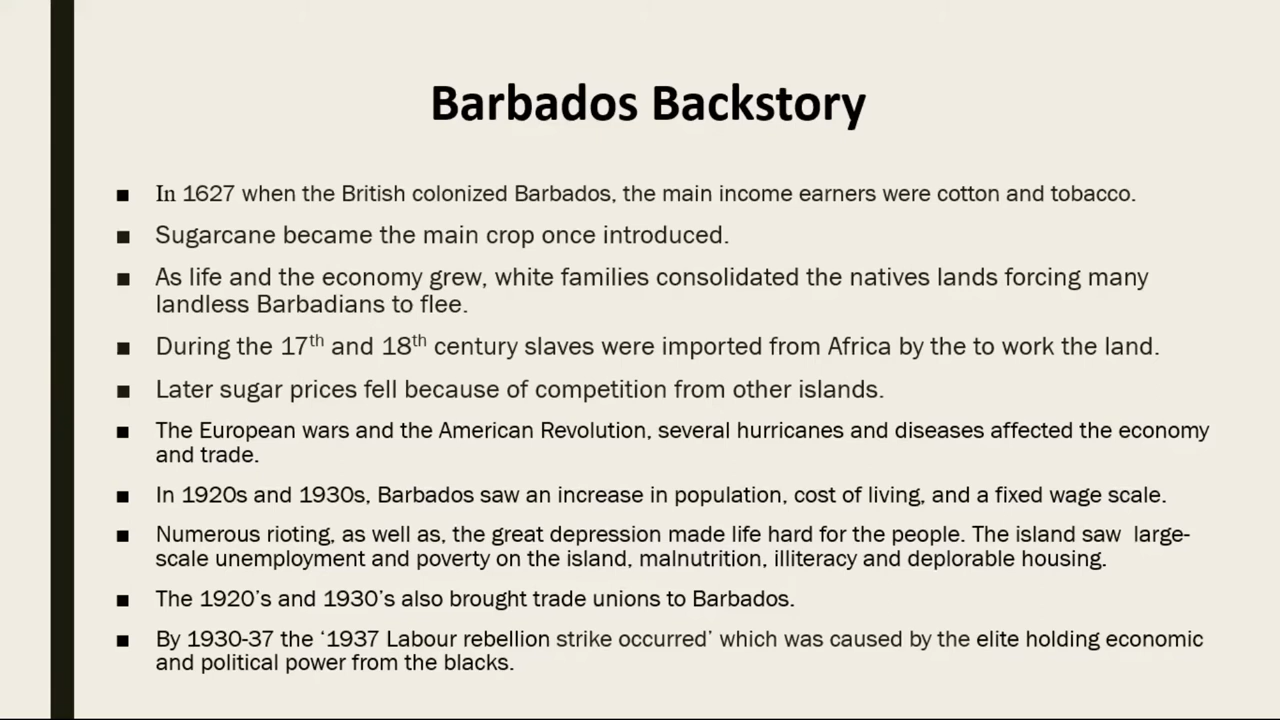 Barbados Backstory
■ In 1627 when the British colonized Barbados, the main income earners were cotton and tobacco.
■ Sugarcane became the main crop once introduced.
■ As life and the economy grew, white families consolidated the natives lands forcing many
landless Barbadians to flee.
■ During the 17th and 18th century slaves were imported from Africa by the to work the land.
■ Later sugar prices fell because of competition from other islands.
■ The European wars and the American Revolution, several hurricanes and diseases affected the economy
and trade.
■ In 1920s and 1930s, Barbados saw an increase in population, cost of living, and a fixed wage scale.
■ Numerous rioting, as well as, the great depression made life hard for the people. The island saw  large-
scale unemployment and poverty on the island, malnutrition, illiteracy and deplorable housing.
■ The 1920’s and 1930’s also brought trade unions to Barbados.
■ By 1930-37 the ‘1937 Labour rebellion strike occurred’ which was caused by the elite holding economic
and political power from the blacks.